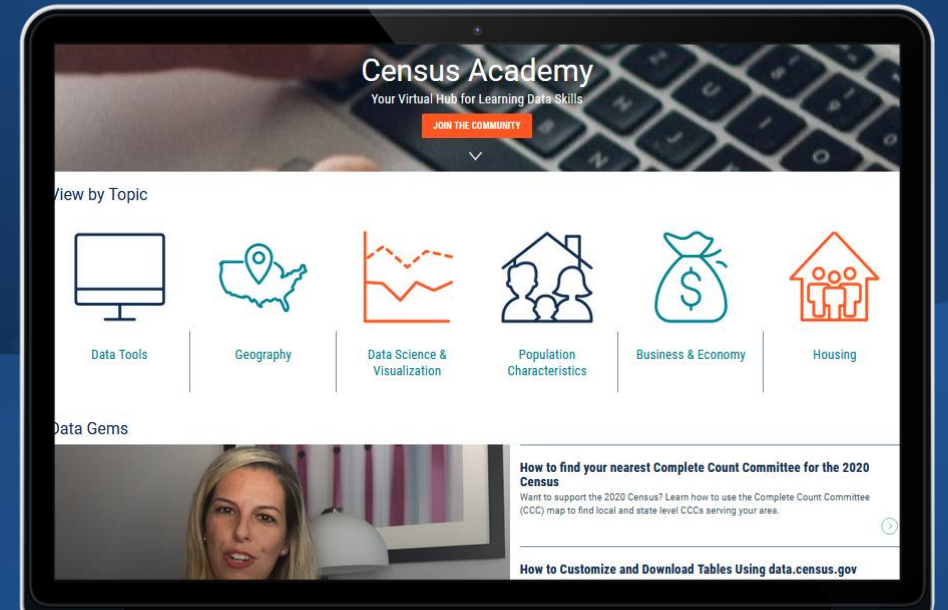 Census Academy
Your Virtual Hub for Learning Data Skills
JOIN THE COMMUNITY
View by Topic
Data Tools
Geography
Data Science &
Visualization
Population
Characteristics
Business & Economy
Housing
$
Data Gems
How to find your nearest Complete Count Committee for the 2020
Census
Want to support the 2020 Census? Learn how to use the Complete Count Committee
(CCC) map to find local and state level CCCs serving your area.
How to Customize and Download Tables Using data.census.gov